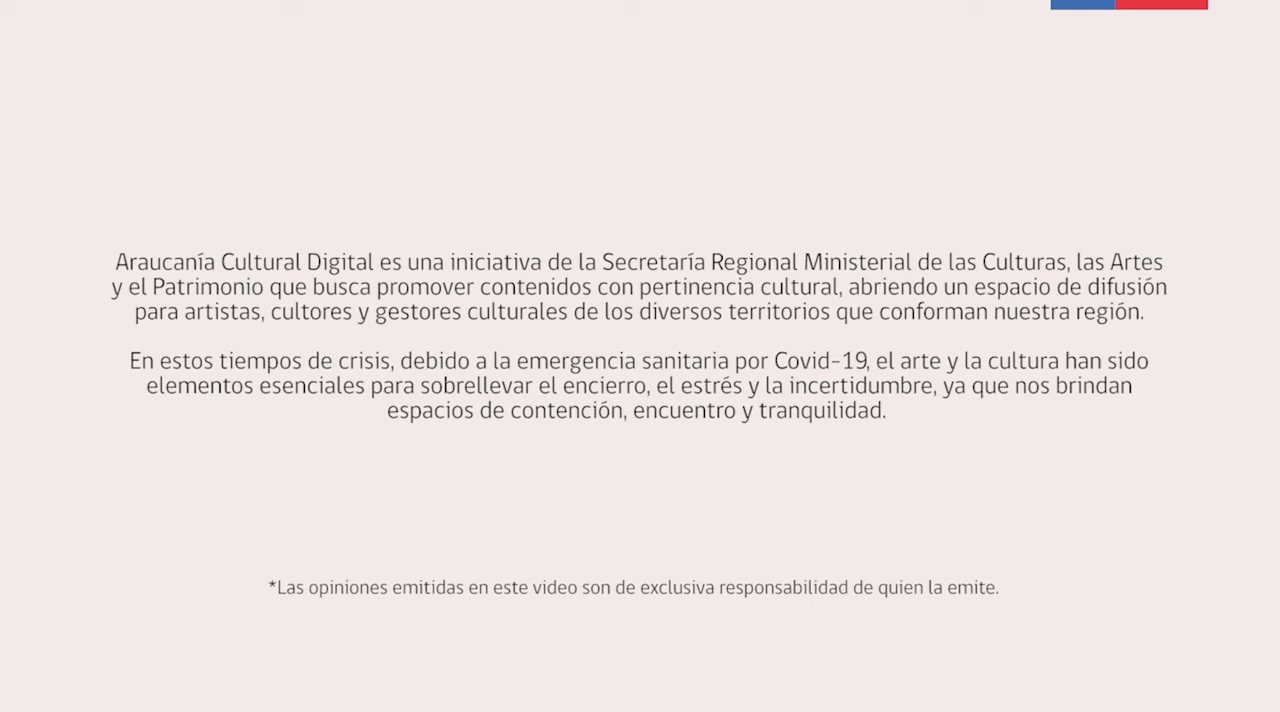 Araucanía Cultural Digital es una iniciativa de la Secretaría Regional Ministerial de las Culturas, las Artes
y el Patrimonio que busca promover contenidos con pertinencia cultural, abriendo un espacio de difusión
para artistas, cultores y gestores culturales de los diversos territorios que conforman nuestra región.
En estos tiempos de crisis, debido a la emergencia sanitaria por Covid-19, el arte y la cultura han sido
elementos esenciales para sobrellevar el encierro, el estrés y la incertidumbre, ya que nos brindan
espacios de contención, encuentro y tranquilidad.
*Las opiniones emitidas en este video son de exclusiva responsabilidad de quien la emite.